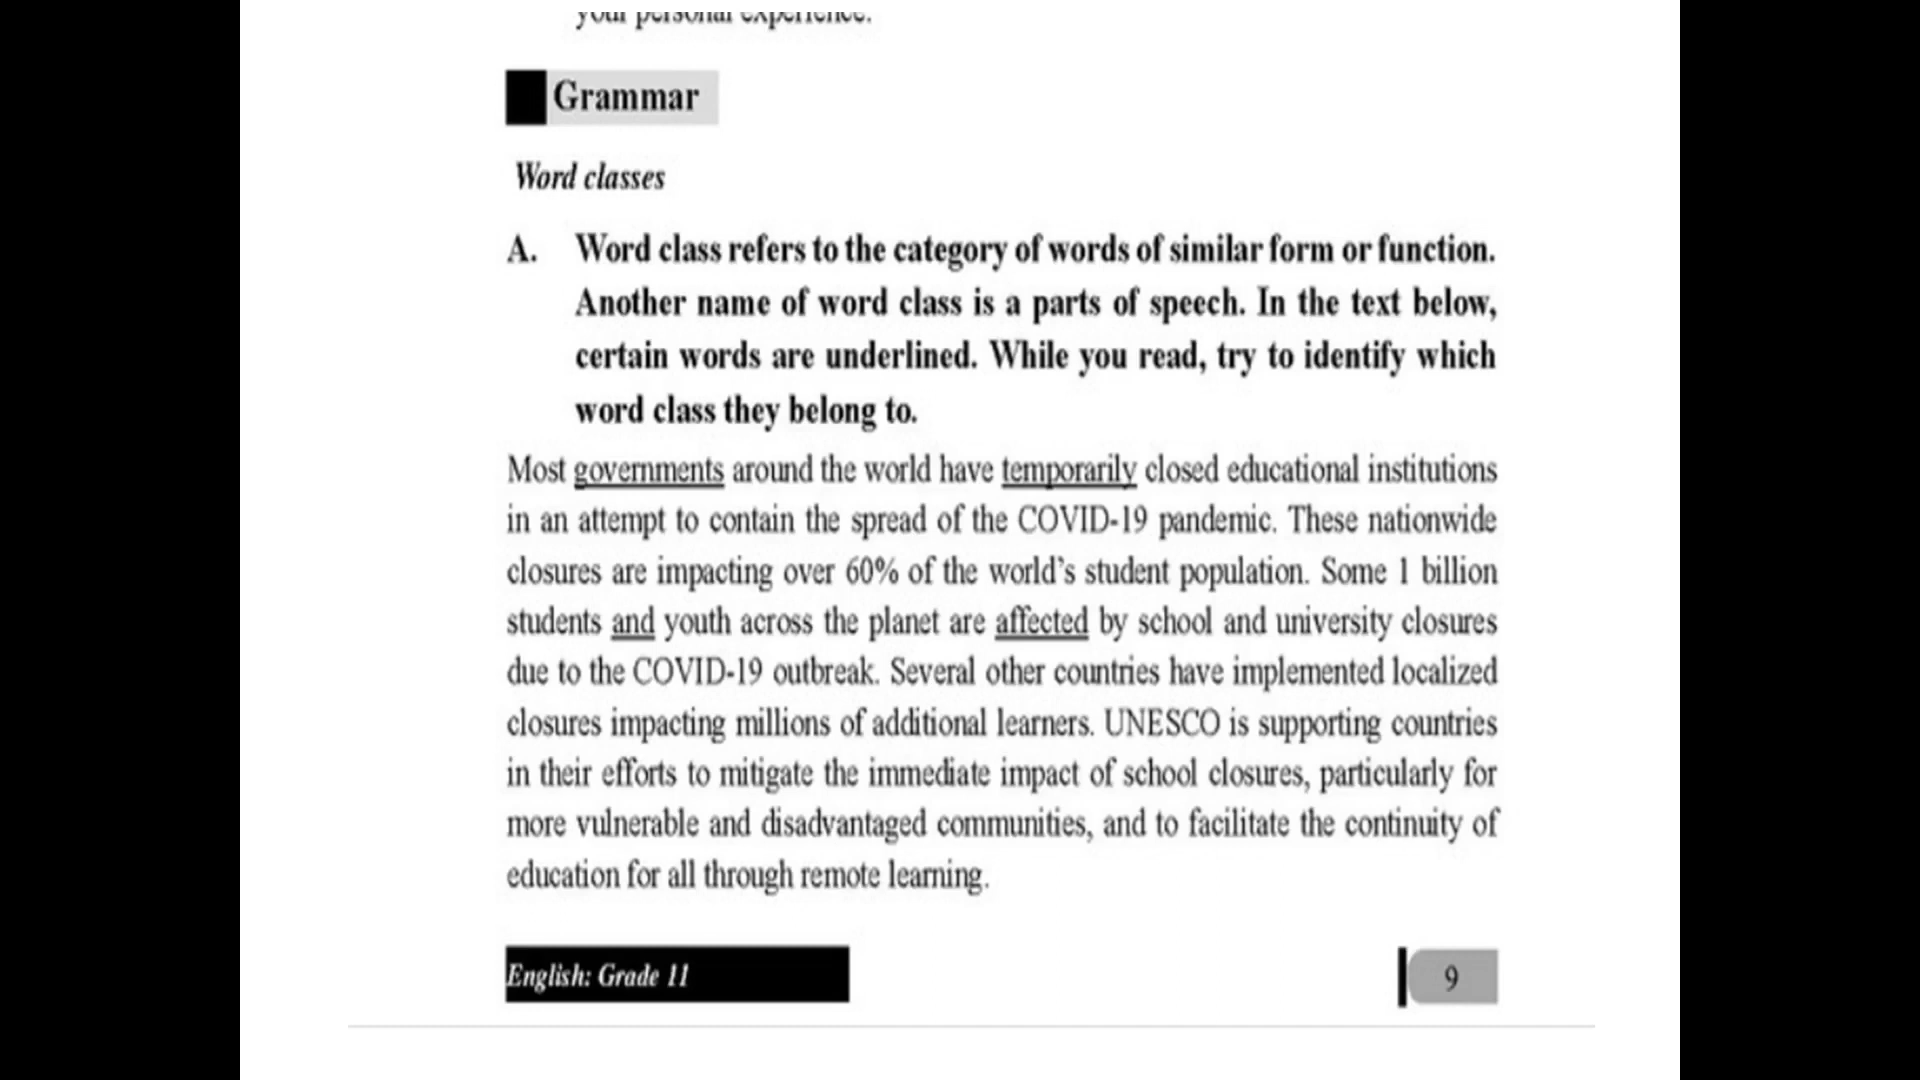 your personal experience.
Grammar
Word classes
A. Word class refers to the category of words of similar form or function.
Another name of word class is a parts of speech. In the text below,
certain words are underlined. While you read, try to identify which
word class they belong to.
Most governments around the world have temporarily closed educational institutions
in an attempt to contain the spread of the COVID-19 pandemic. These nationwide
closures are impacting over 60% of the world's student population. Some 1 billion
students and youth across the planet are affected by school and university closures
due to the COVID-19 outbreak. Several other countries have implemented localized
closures impacting millions of additional learners. UNESCO is supporting countries
in their efforts to mitigate the immediate impact of school closures, particularly for
more vulnerable and disadvantaged communities, and to facilitate the continuity of
education for all through remote learning.
English: Grade 11
9